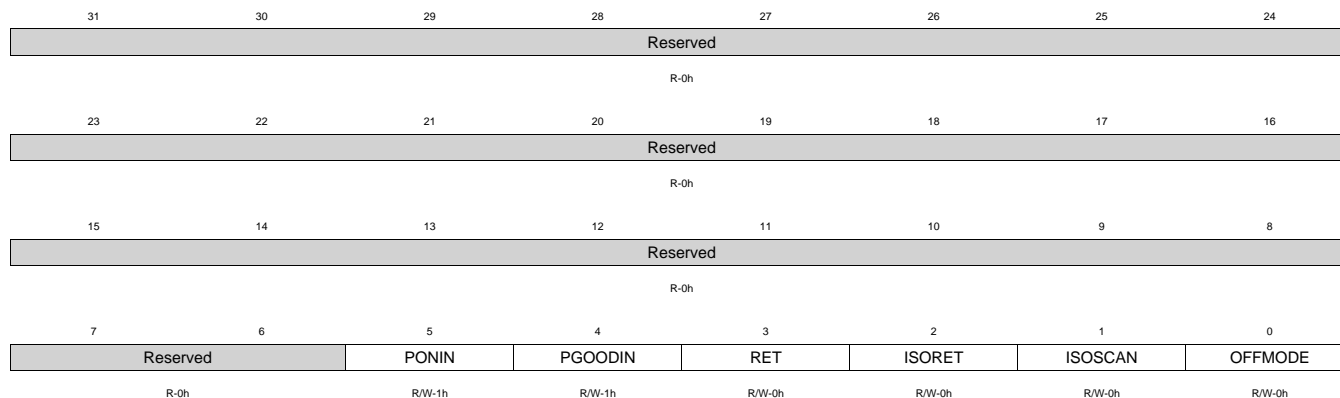 31 30 29 28 27 26 25 24
Reserved
R-0h
23 22 21 20 19 18 17 16
Reserved
R-0h
15 14 13 12 11 10 9 8
Reserved
R-0h
7 6 5 4 3 2 1 0
Reserved PONIN PGOODIN RET ISORET ISOSCAN OFFMODE
R-0h R/W-1h R/W-1h R/W-0h R/W-0h R/W-0h R/W-0h